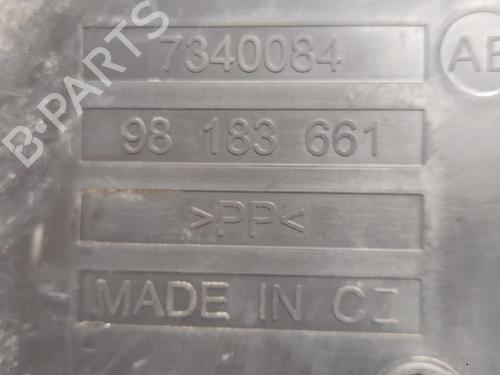 B-PARTS
7340084
AB
98 183 661
>PP<
MADE IN CZ